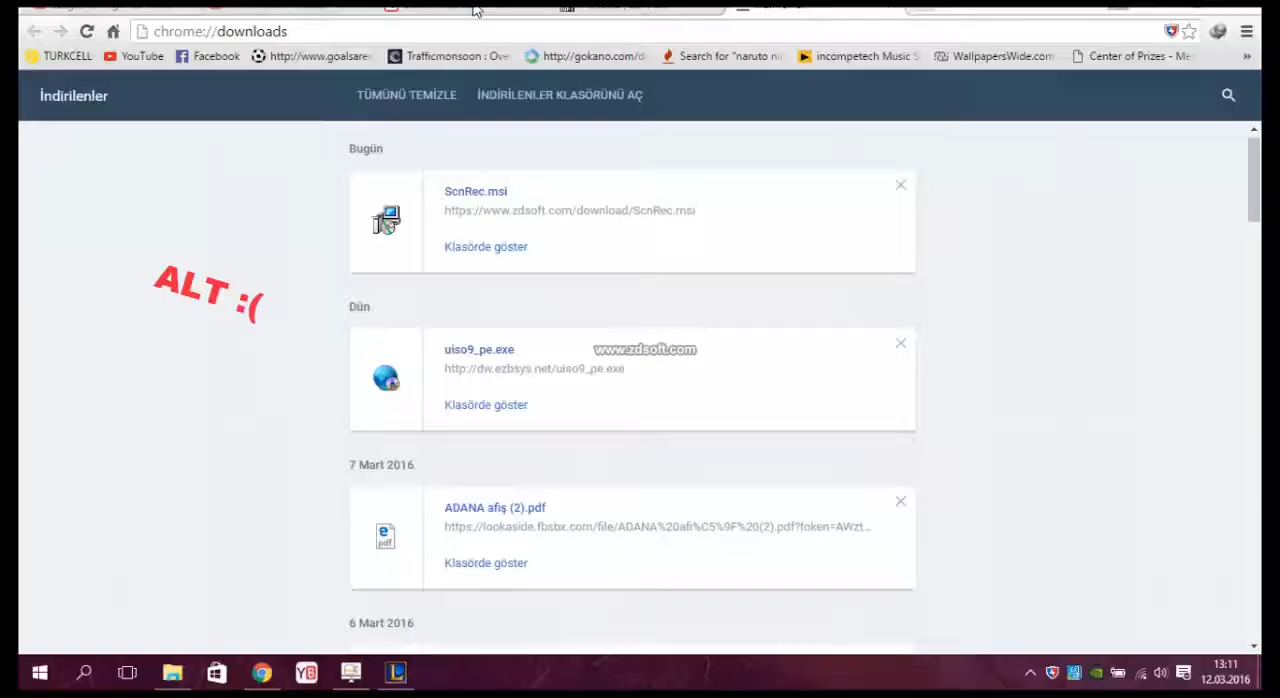 chrome://downloads
TURKCELL
YouTube
Facebook
http://www.goalsare
Trafficmonsoon : Ove
http://gokano.com/
Search for "naruto ni
incompetech Music S
WallpapersWide.com
Center of Prizes - Me
»
İndirilenler
TÜMÜNÜ TEMİZLE
İNDİRİLENLER KLASÖRÜNÜ AÇ
Bugün
ScnRec.msi
https://www.zdsoft.com/download/ScnRec.msi
Klasörde göster
ALT :(
Dün
uiso9_pe.exe
www.zdsoft.com
http://dw.ezbsys.net/uiso9_pe.exe
Klasörde göster
7 Mart 2016
ADANA afiş (2).pdf
https://lookaside.fbsbx.com/file/ADANA%20afi%C5%9F%20(2).pdf?token=AWzt...
pdf
Klasörde göster
6 Mart 2016
YB
L
13:11
12.03.2016